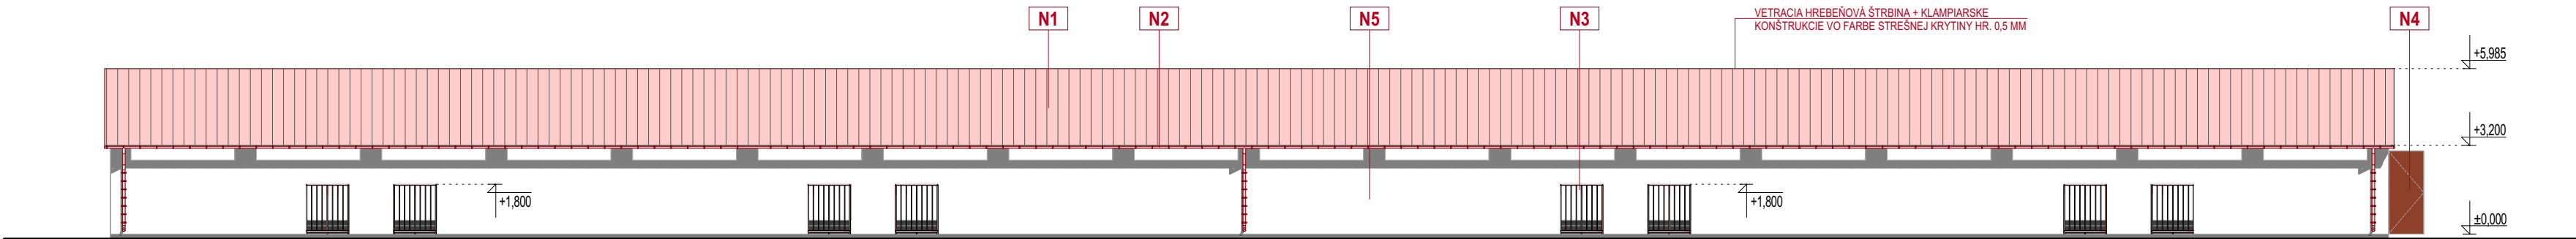 N1
N2
N5
N3
VETRACIA HREBEŇOVÁ ŠTRBINA + KLAMPIARSKE
KONŠTRUKCIE VO FARBE STREŠNEJ KRYTINY HR. 0,5 MM
N4
+5,985
+3,200
+1,800
+1,800
±0,000